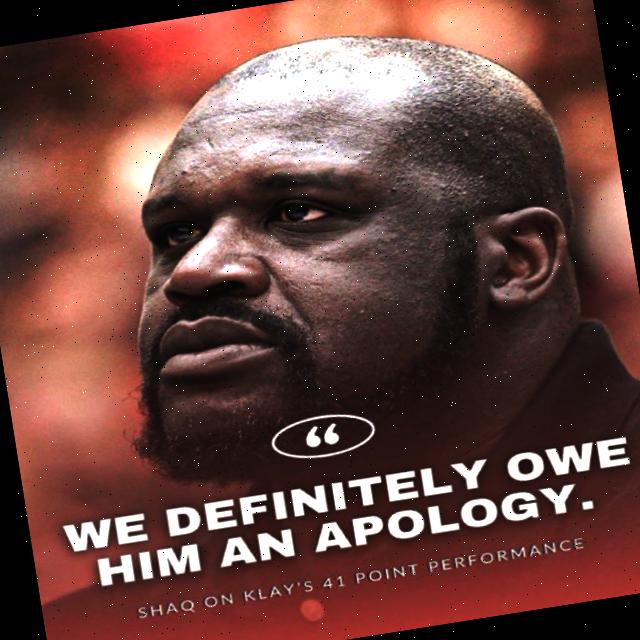 “
WE DEFINITELY OWE
HIM AN APOLOGY.
SHAQ ON KLAY'S 41 POINT PERFORMANCE